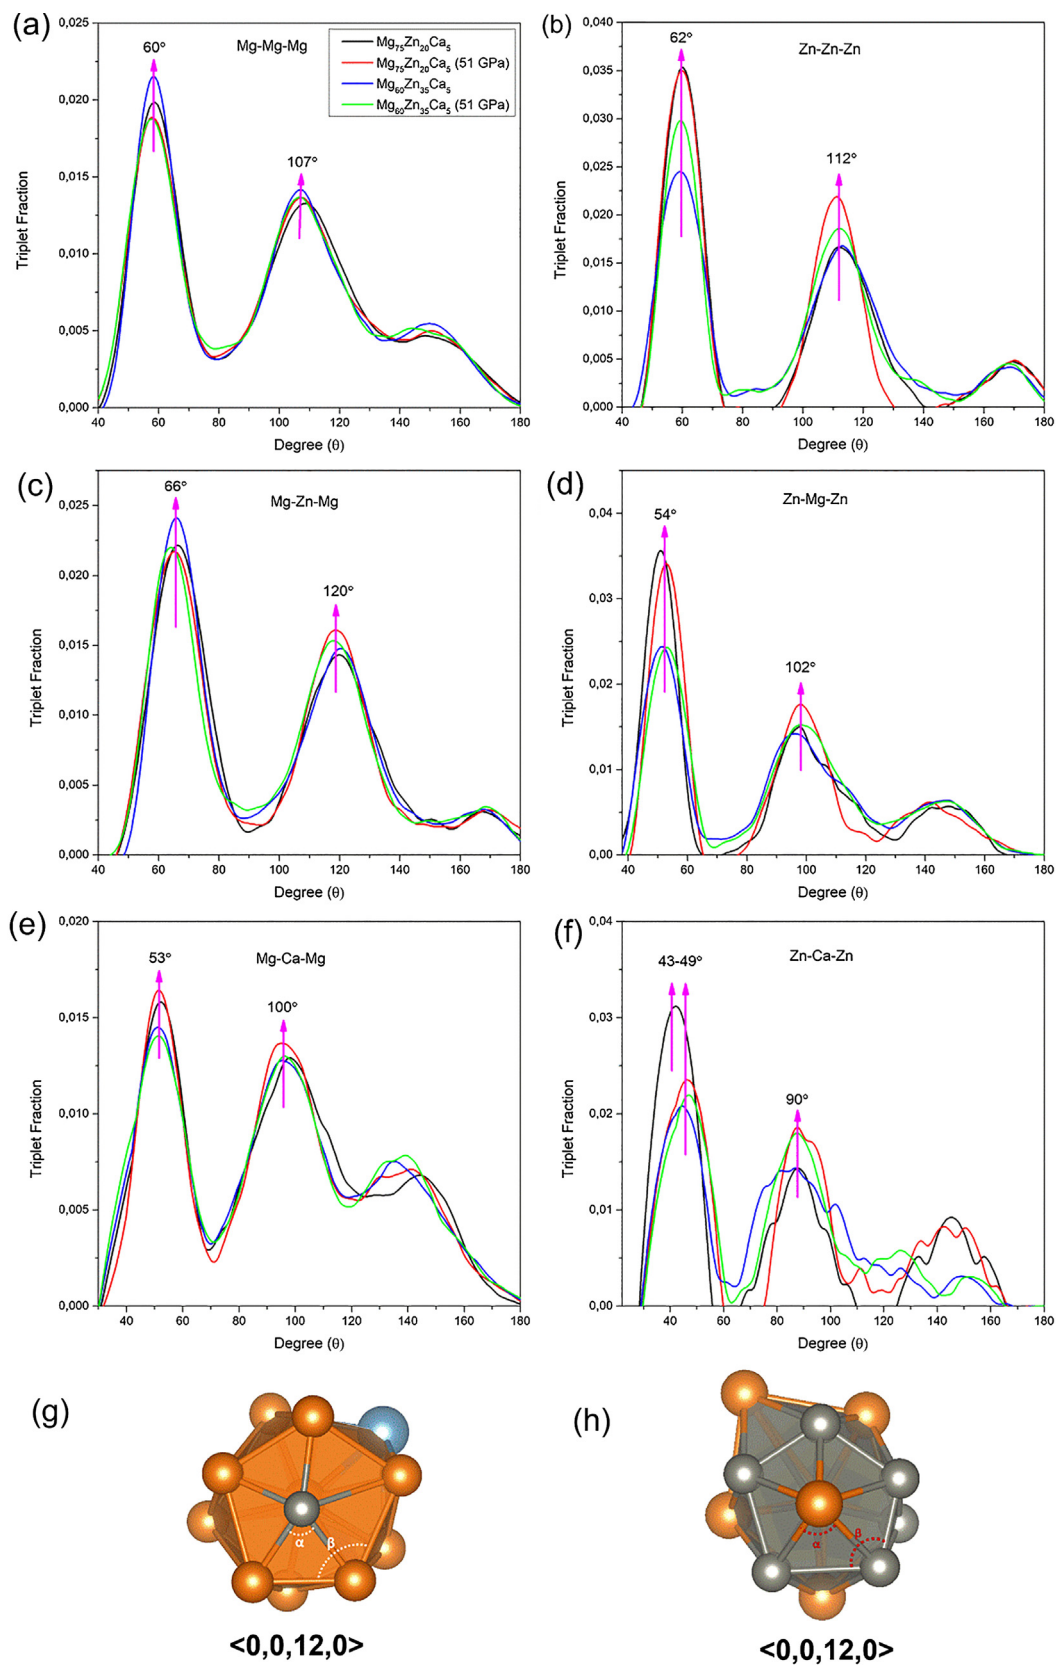 (a)
0,025
0,020
0,015
0,010
0,005
0,000
Triplet Fraction
60°
Mg-Mg-Mg
107°
Mg₇₅Zn₂₀Ca₅
Mg₇₅Zn₂₀Ca₅ (51 GPa)
Mg₆₀Zn₃₅Ca₅
Mg₆₀Zn₃₅Ca₅ (51 GPa)
40 60 80 100 120 140 160 180
Degree (θ)
(b)
0,040
0,035
0,030
0,025
0,020
0,015
0,010
0,005
0,000
Triplet Fraction
62°
Zn-Zn-Zn
112°
40 60 80 100 120 140 160 180
Degree (θ)
(c)
0,025
0,020
0,015
0,010
0,005
0,000
Triplet Fraction
66°
Mg-Zn-Mg
120°
40 60 80 100 120 140 160 180
Degree (θ)
(d)
0,04
0,03
0,02
0,01
0,00
Triplet Fraction
54°
Zn-Mg-Zn
102°
40 60 80 100 120 140 160 180
Degree (θ)
(e)
0,020
0,015
0,010
0,005
0,000
Triplet Fraction
53°
Mg-Ca-Mg
100°
40 60 80 100 120 140 160 180
Degree (θ)
(f)
0,04
0,03
0,02
0,01
0,00
Triplet Fraction
43-49°
Zn-Ca-Zn
90°
40 60 80 100 120 140 160 180
Degree (θ)
(g)
α
β
<0,0,12,0>
(h)
α
β
<0,0,12,0>